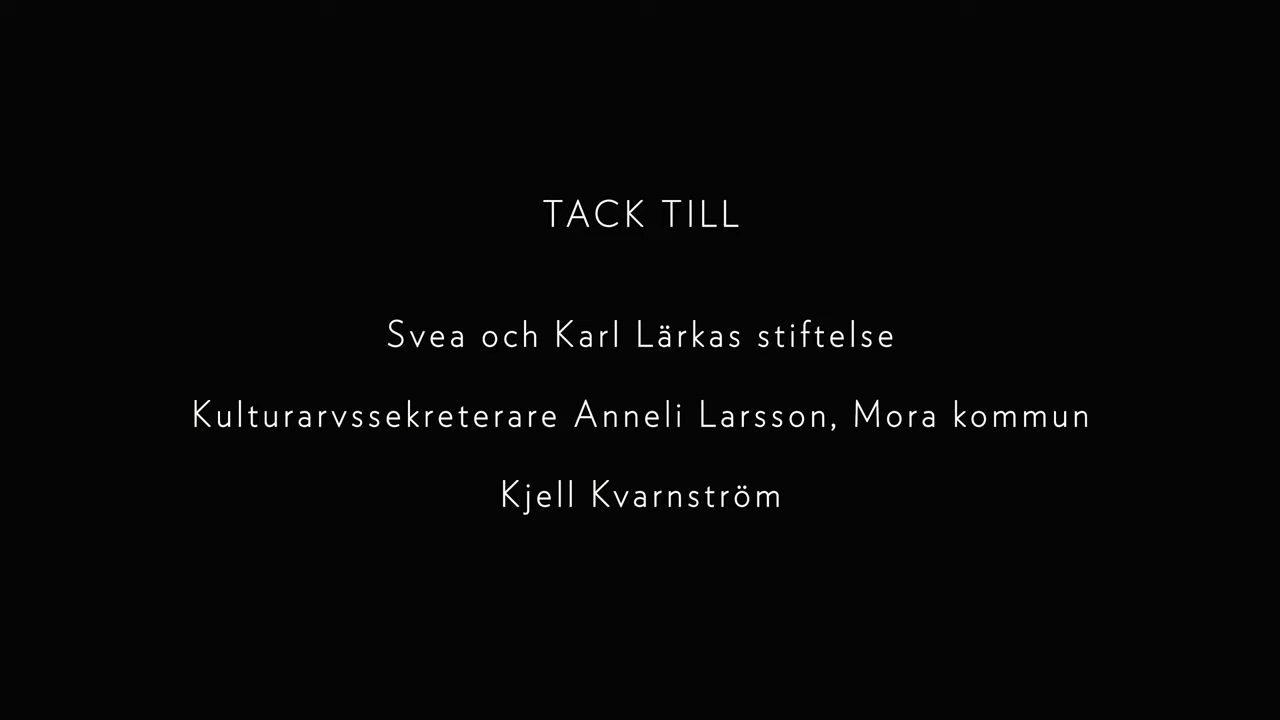 TACK TILL
Svea och Karl Lärkas stiftelse
Kulturarvssekreterare Anneli Larsson, Mora kommun
Kjell Kvarnström